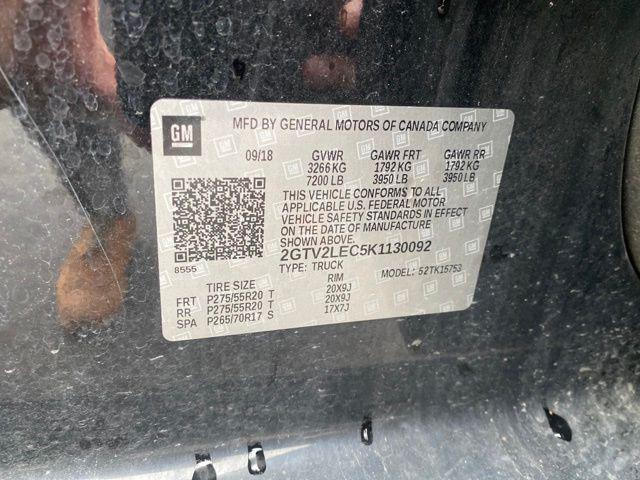 GM
MFD BY GENERAL MOTORS OF CANADA COMPANY
09/18 GVWR GAWR FRT GAWR RR
3266 KG 1792 KG 1792 KG
7200 LB 3950 LB 3950 LB
THIS VEHICLE CONFORMS TO ALL
APPLICABLE U.S. FEDERAL MOTOR
VEHICLE SAFETY STANDARDS IN EFFECT
ON THE DATE OF MANUFACTURE
SHOWN ABOVE.
8555 2GTV2LEC5K1130092
TYPE: TRUCK MODEL: 52TK15753
TIRE SIZE RIM
FRT P275/55R20 T 20X9J
RR P275/55R20 T 20X9J
SPA P265/70R17 S 17X7J